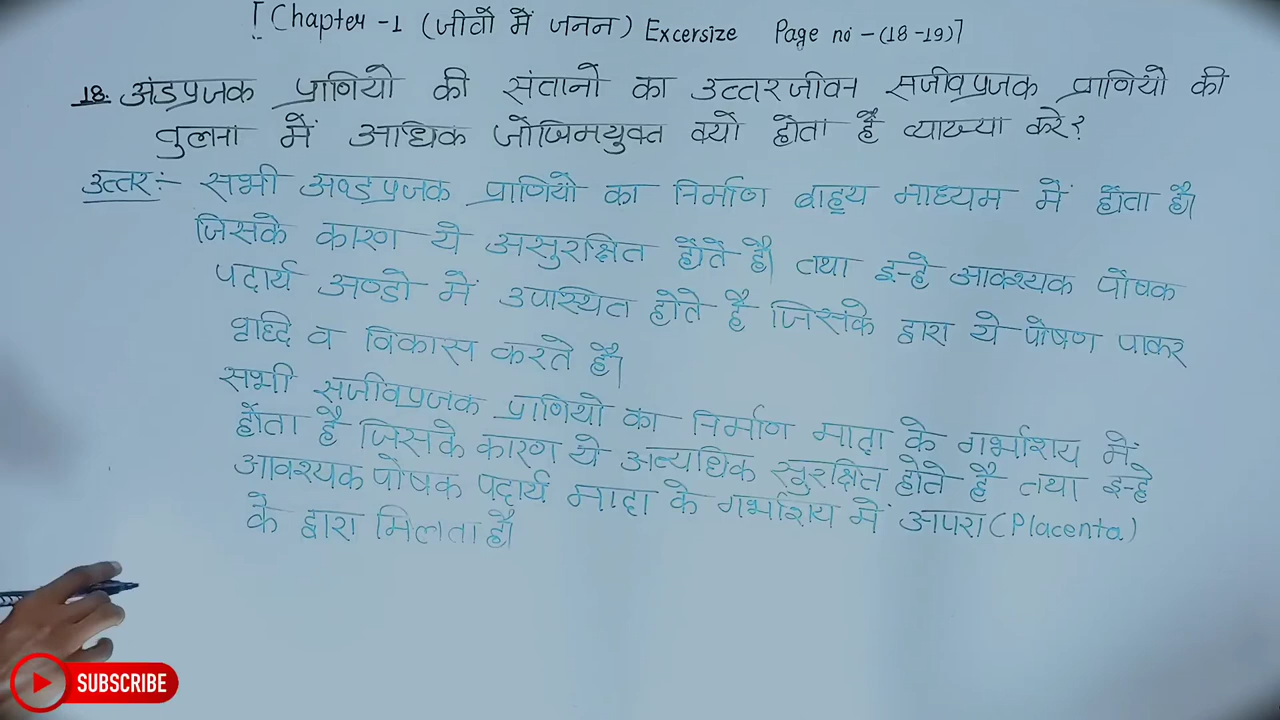 [Chapter -1 (जीवों में जनन) Excersize Page no - (18-19)]
18. अंडप्रजक प्राणियो की संतानो का उत्तरजीवन सजीवप्रजक प्राणियो की
तुलना में अधिक जोखिमयुक्त क्यो होता है व्याख्या करे?
उत्तर:- सभी अण्डप्रजक प्राणियो का निर्माण बाह्य माध्यम में होता है।
जिसके कारण ये असुरक्षित होते है। तथा इन्हे आवश्यक पोषक
पदार्थ अण्डो में उपस्थित होते है जिसके द्वारा ये पोषण पाकर
वृध्दि व विकास करते है।
सभी सजीवप्रजक प्राणियो का निर्माण मादा के गर्भाशय में
होता है जिसके कारण ये अत्यधिक सुरक्षित होते है तथा इन्हे
आवश्यक पोषक पदार्थ मादा के गर्भाशय में अपरा (Placenta)
के द्वारा मिलता है।
SUBSCRIBE